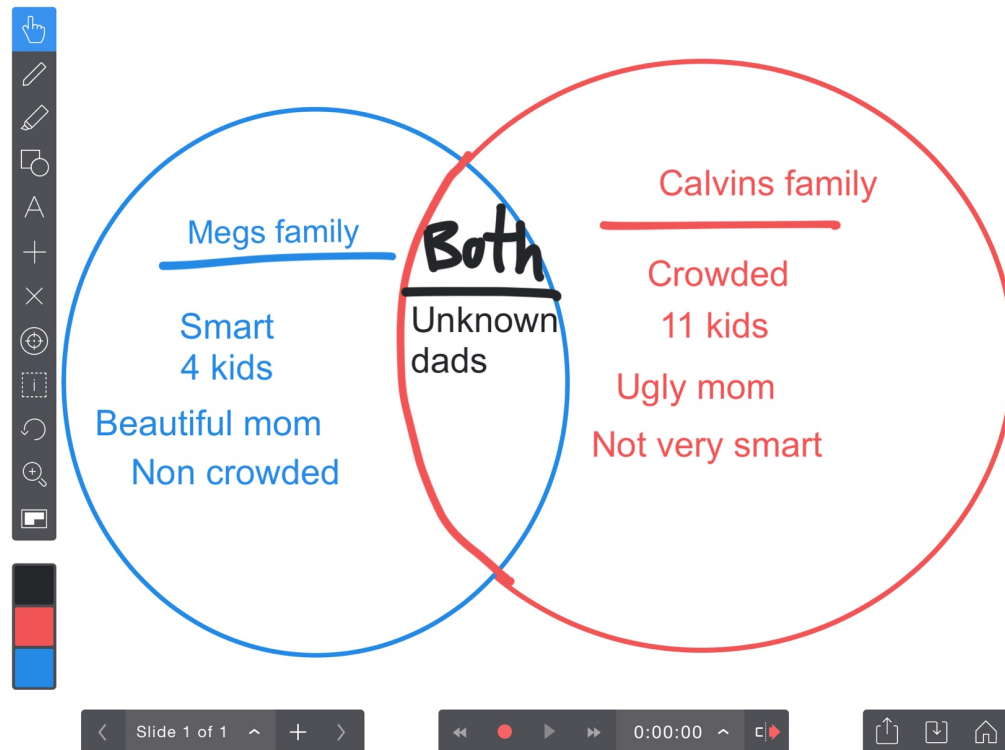 Megs family
Smart
4 kids
Beautiful mom
Non crowded
Both
Unknown
dads
Calvins family
Crowded
11 kids
Ugly mom
Not very smart
A
i
Slide 1 of 1
0:00:00